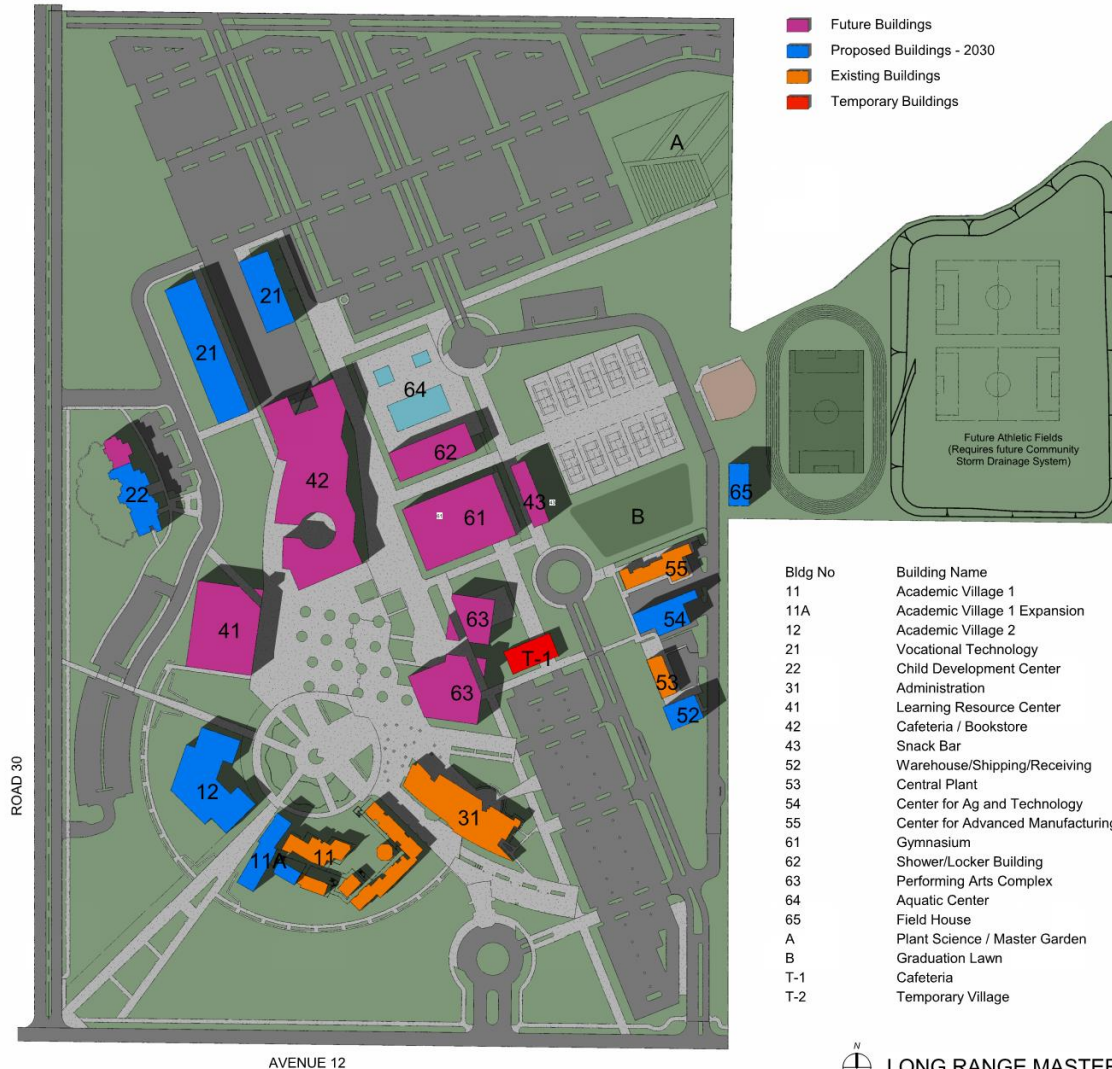 Future Buildings
Proposed Buildings - 2030
Existing Buildings
Temporary Buildings
A
21
21
64
62
42
22
61
43
65
B
55
54
41
63
T-1
63
53
52
12
31
11A
11
Future Athletic Fields
(Requires future Community
Storm Drainage System)
ROAD 30
AVENUE 12
Bldg No Building Name
11 Academic Village 1
11A Academic Village 1 Expansion
12 Academic Village 2
21 Vocational Technology
22 Child Development Center
31 Administration
41 Learning Resource Center
42 Cafeteria / Bookstore
43 Snack Bar
52 Warehouse/Shipping/Receiving
53 Central Plant
54 Center for Ag and Technology
55 Center for Advanced Manufacturing
61 Gymnasium
62 Shower/Locker Building
63 Performing Arts Complex
64 Aquatic Center
65 Field House
A Plant Science / Master Garden
B Graduation Lawn
T-1 Cafeteria
T-2 Temporary Village
N
LONG RANGE MASTER